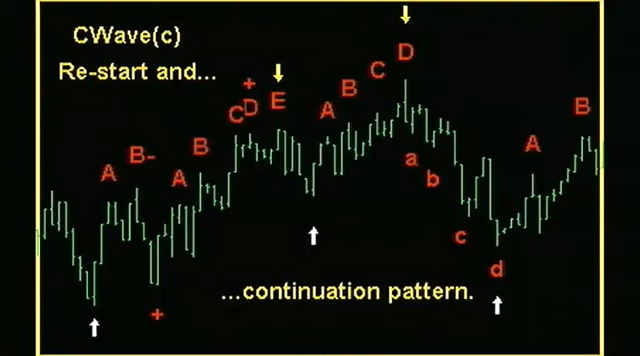 CWave(c)
Re-start and...
A
B-
A
B
C
D
+
E
A
B
C
D
a
b
c
d
A
B
+
...continuation pattern.